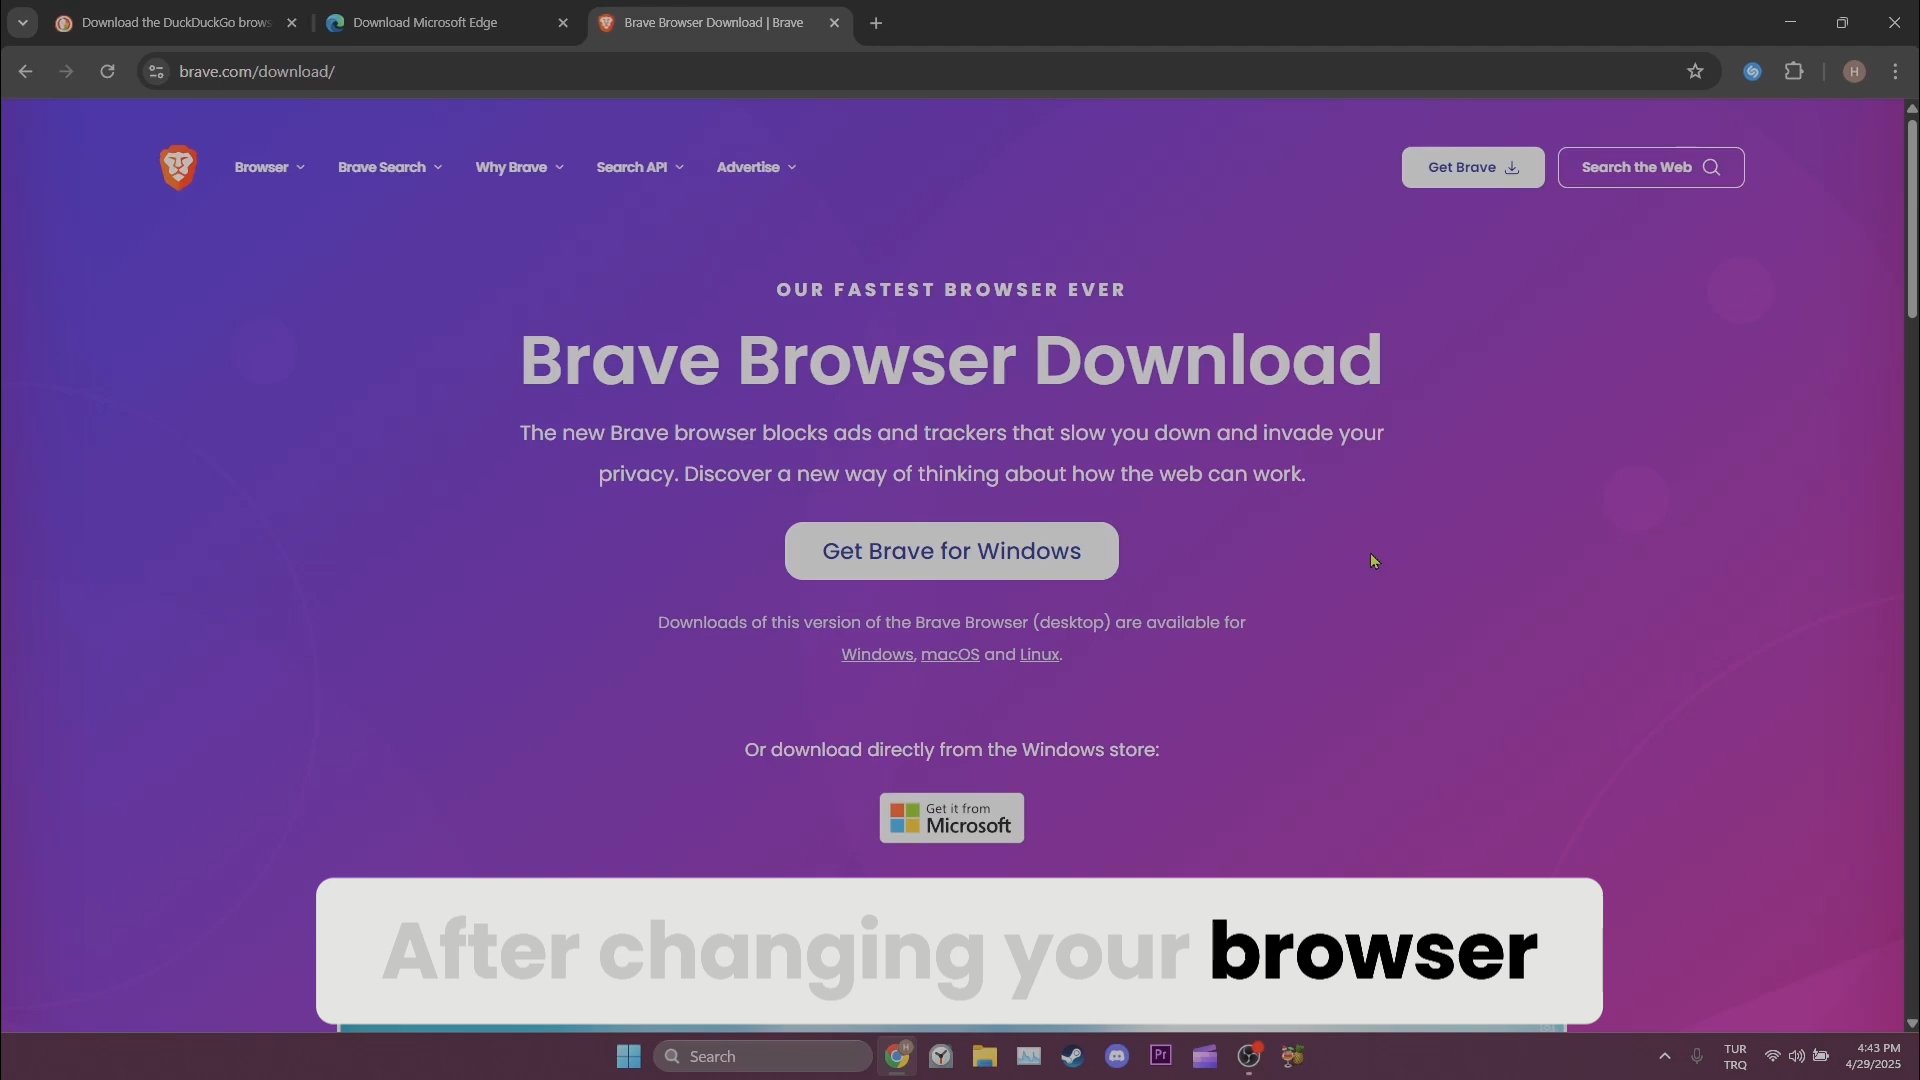 Download the DuckDuckGo brows
Download Microsoft Edge
Brave Browser Download | Brave
brave.com/download/
H
Browser
Brave Search
Why Brave
Search API
Advertise
Get Brave
Search the Web
OUR FASTEST BROWSER EVER
Brave Browser Download
The new Brave browser blocks ads and trackers that slow you down and invade your
privacy. Discover a new way of thinking about how the web can work.
Get Brave for Windows
Downloads of this version of the Brave Browser (desktop) are available for
Windows, macOS and Linux.
Or download directly from the Windows store:
Get it from
Microsoft
After changing your browser
Search
H
Pr
TUR
TRQ
4:43 PM
4/29/2025